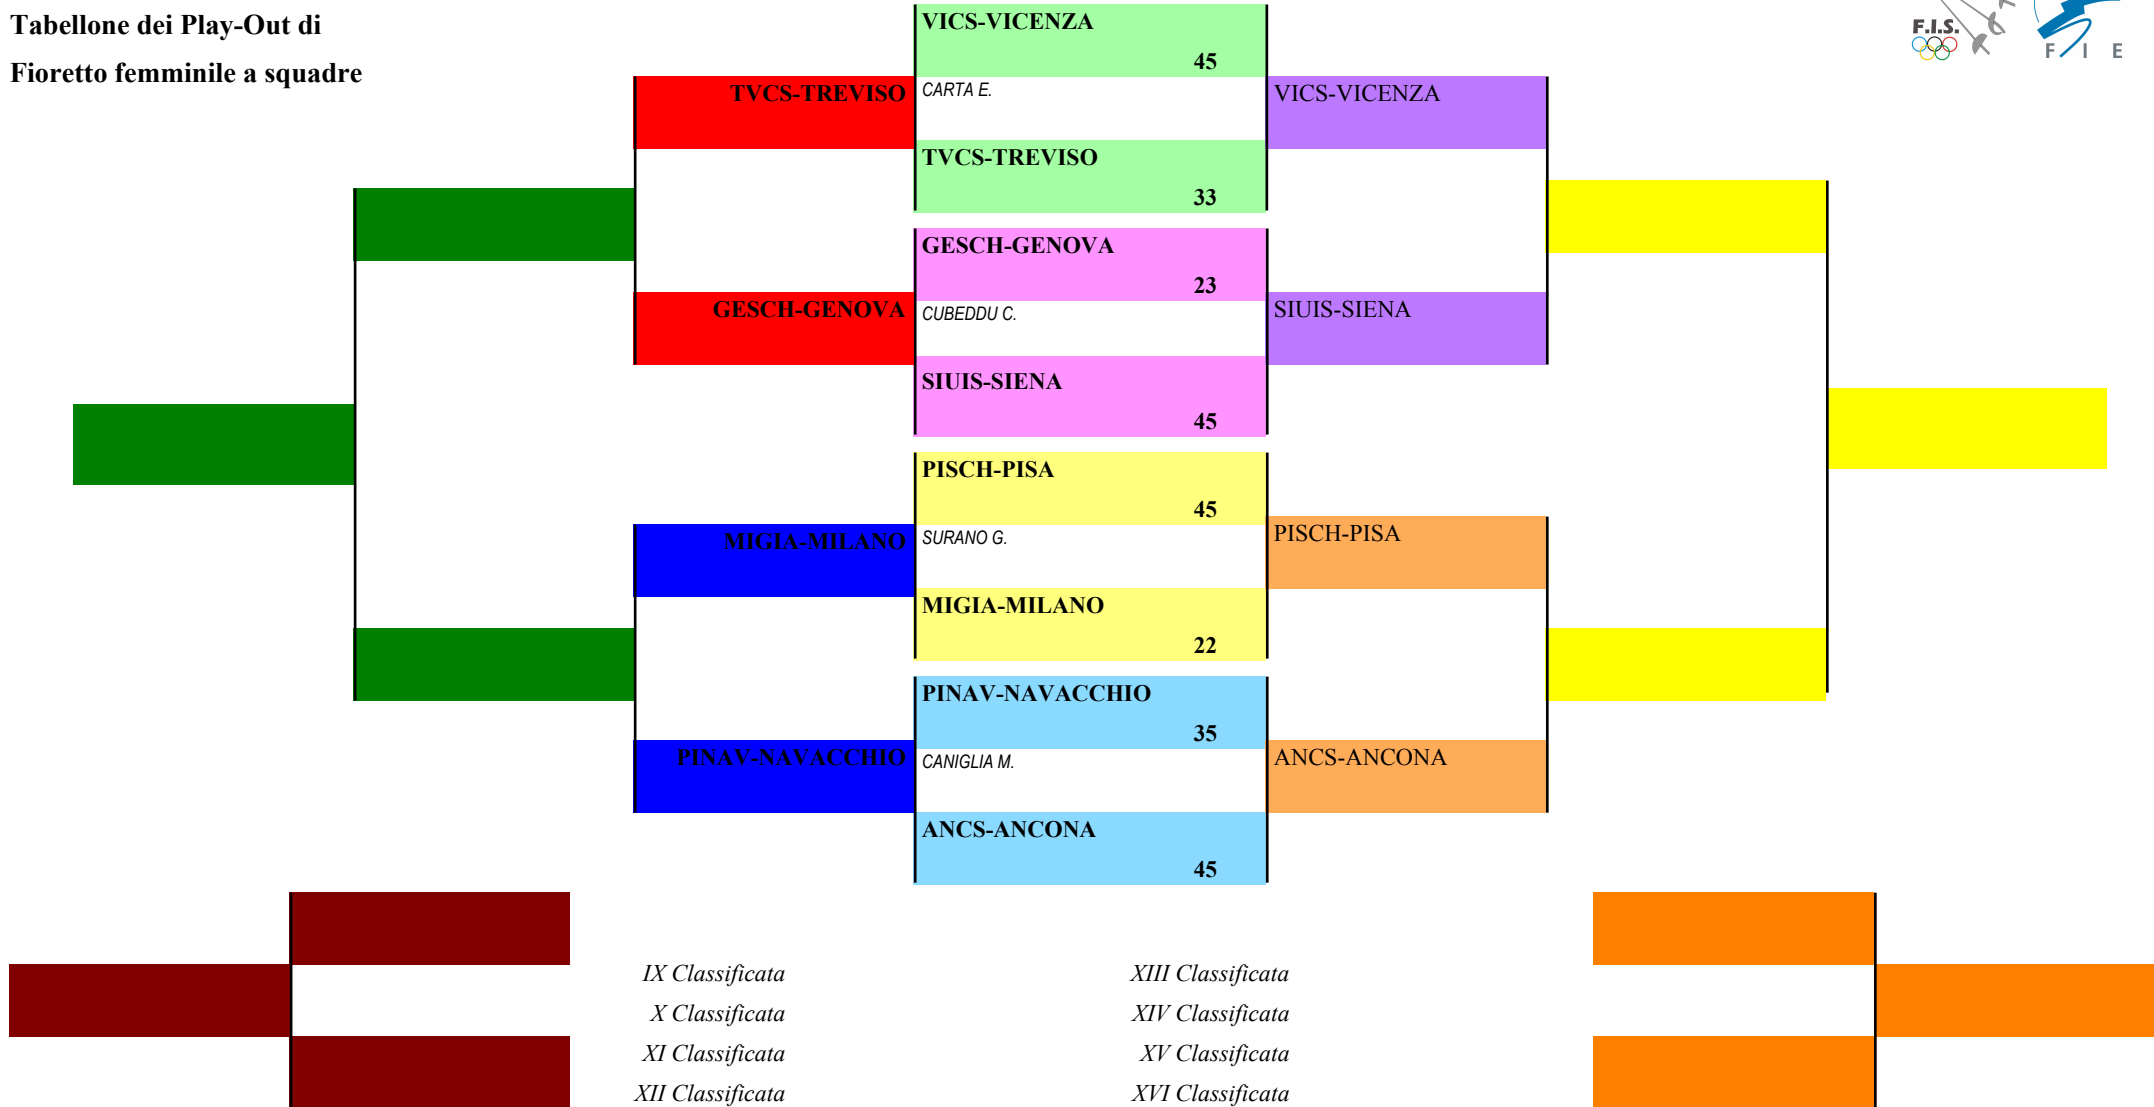 Tabellone dei Play-Out di
Fioretto femminile a squadre
F.I.S.
F I E
VICS-VICENZA
45
TVCS-TREVISO
CARTA E.
VICS-VICENZA
TVCS-TREVISO
33
GESCH-GENOVA
23
GESCH-GENOVA
CUBEDDU C.
SIUIS-SIENA
SIUIS-SIENA
45
PISCH-PISA
45
MIGIA-MILANO
SURANO G.
PISCH-PISA
MIGIA-MILANO
22
PINAV-NAVACCHIO
35
PINAV-NAVACCHIO
CANIGLIA M.
ANCS-ANCONA
ANCS-ANCONA
45
IX Classificata
XIII Classificata
X Classificata
XIV Classificata
XI Classificata
XV Classificata
XII Classificata
XVI Classificata